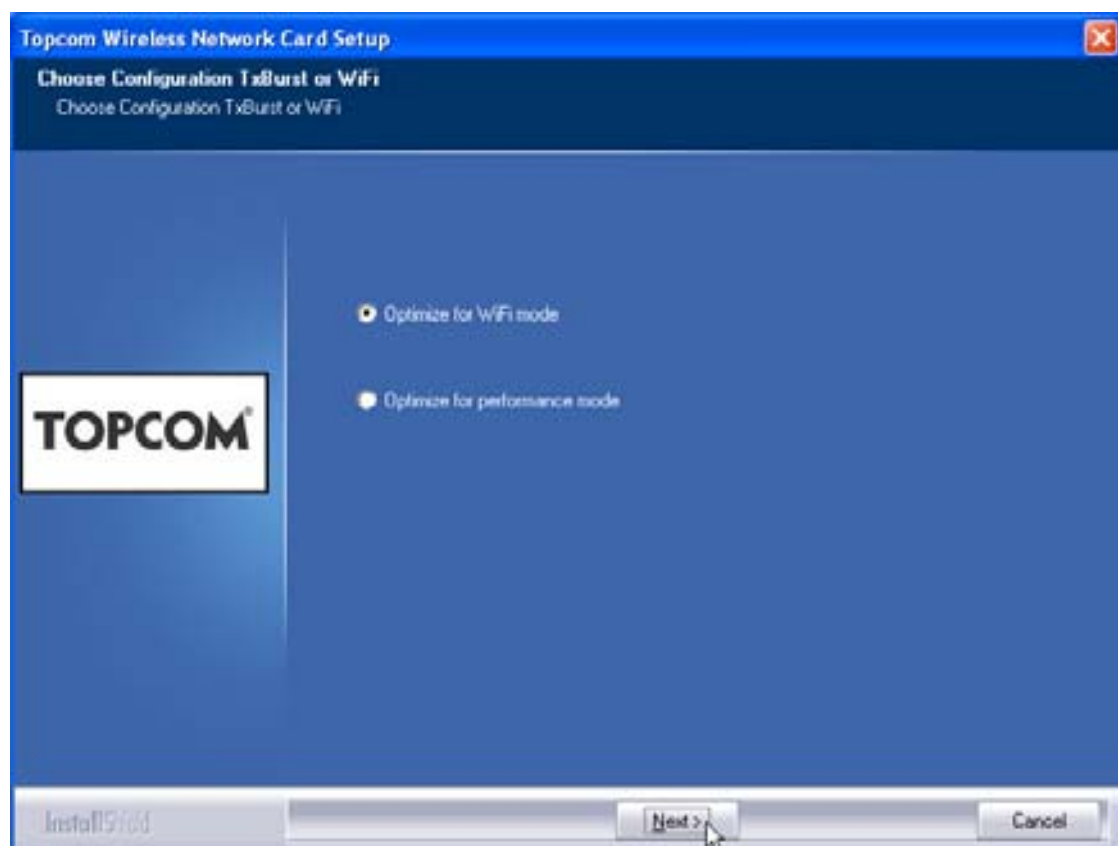 Topcom Wireless Network Card Setup
Choose Configuration TxBurst or WiFi
Choose Configuration TxBurst or WiFi
Optimize for WiFi mode
Optimize for performance mode
TOPCOM®
InstallShield
Next >
Cancel